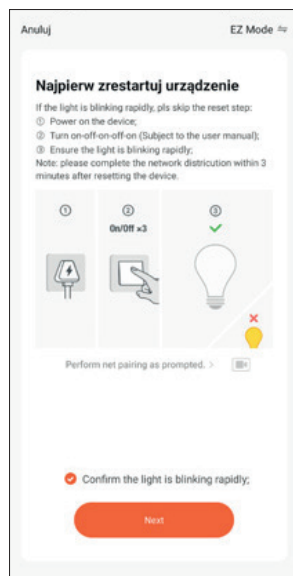 Anuluj
EZ Mode
Najpierw zrestartuj urządzenie
If the light is blinking rapidly, pls skip the reset step:
① Power on the device;
② Turn on-off-on-off-on (Subject to the user manual);
③ Ensure the light is blinking rapidly;
Note: please complete the network districution within 3
minutes after resetting the device.
① ② ③
On/Off ×3
Perform net pairing as prompted. >
Confirm the light is blinking rapidly;
Next